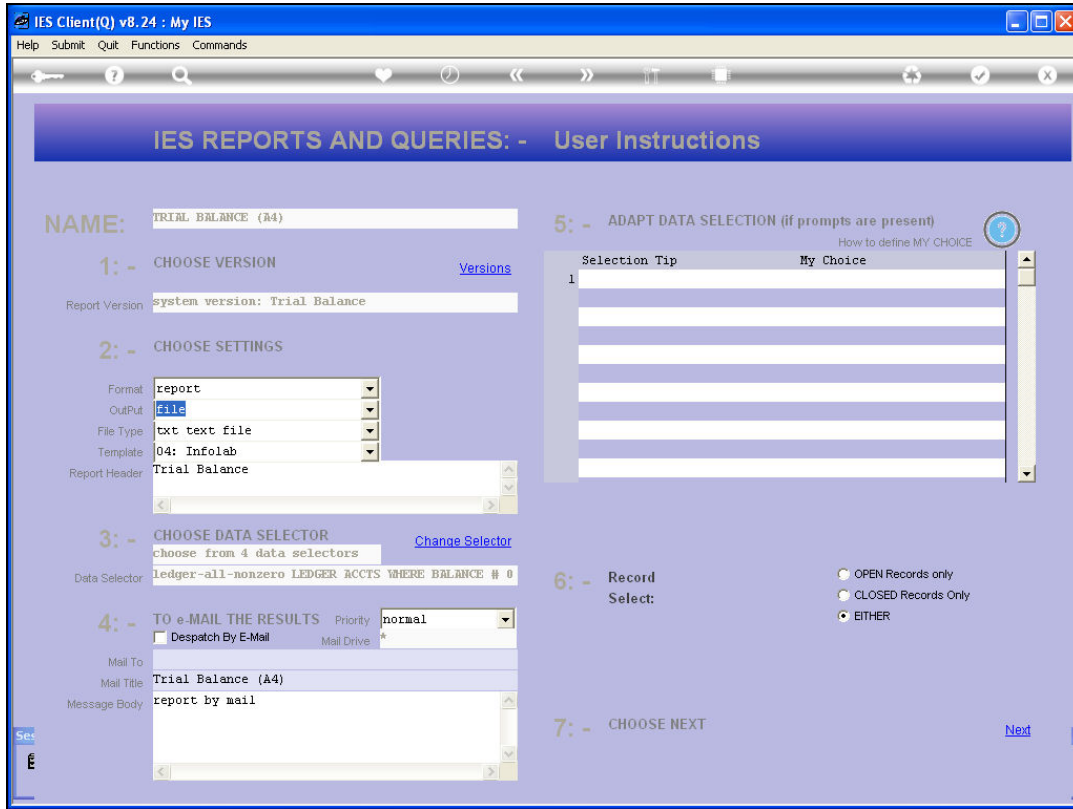 IES Client(Q) v8.24 : My IES
Help Submit Quit Functions Commands
IES REPORTS AND QUERIES: - User Instructions
NAME: TRIAL BALANCE (A4)
1: - CHOOSE VERSION Versions
Report Version system version: Trial Balance
2: - CHOOSE SETTINGS
Format report
OutPut file
File Type txt text file
Template 04: Infolab
Report Header Trial Balance
3: - CHOOSE DATA SELECTOR Change Selector
choose from 4 data selectors
Data Selector ledger-all-nonzero LEDGER ACCTS WHERE BALANCE # 0
4: - TO e-MAIL THE RESULTS Priority normal
Despatch By E-Mail Mail Drive *
Mail To
Mail Title Trial Balance (A4)
Message Body report by mail
5: - ADAPT DATA SELECTION (if prompts are present)
How to define MY CHOICE
Selection Tip My Choice
1
6: - Record Select:
OPEN Records only
CLOSED Records Only
EITHER
7: - CHOOSE NEXT Next
Ses